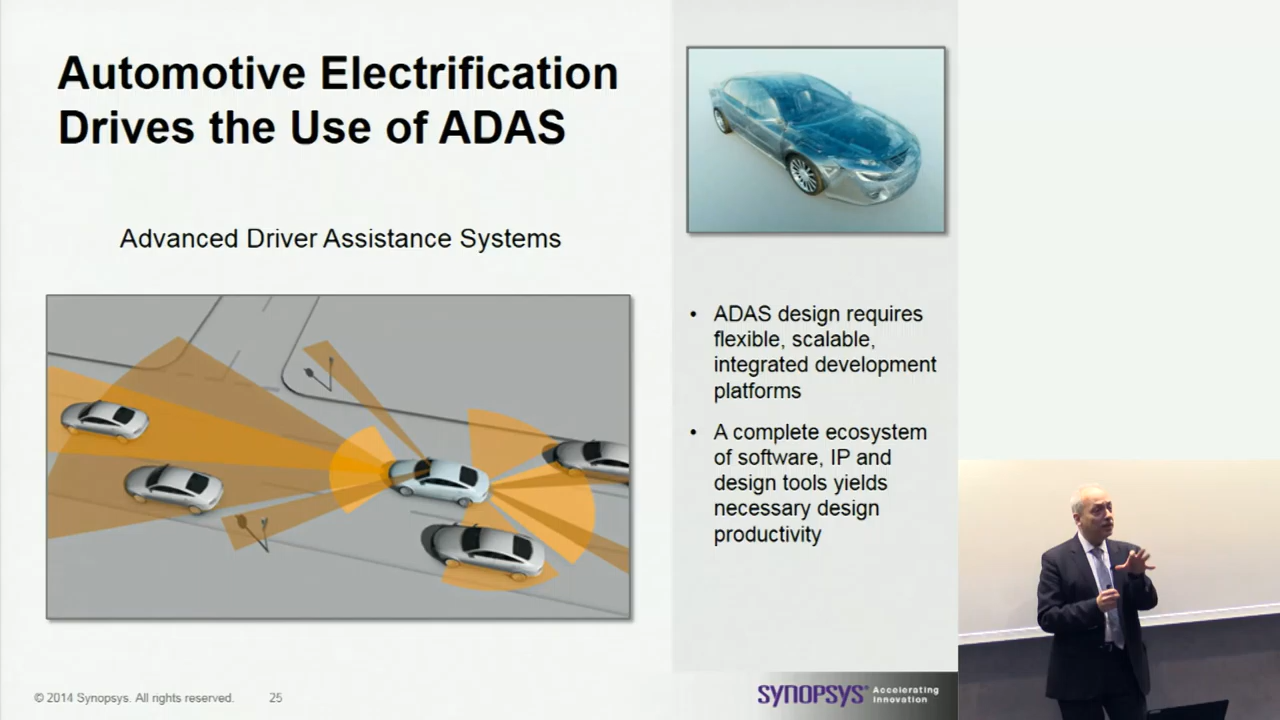 Automotive Electrification
Drives the Use of ADAS
Advanced Driver Assistance Systems
• ADAS design requires
flexible, scalable,
integrated development
platforms
• A complete ecosystem
of software, IP and
design tools yields
necessary design
productivity
© 2014 Synopsys. All rights reserved.
25
SYNOPSYS®
Accelerating
Innovation